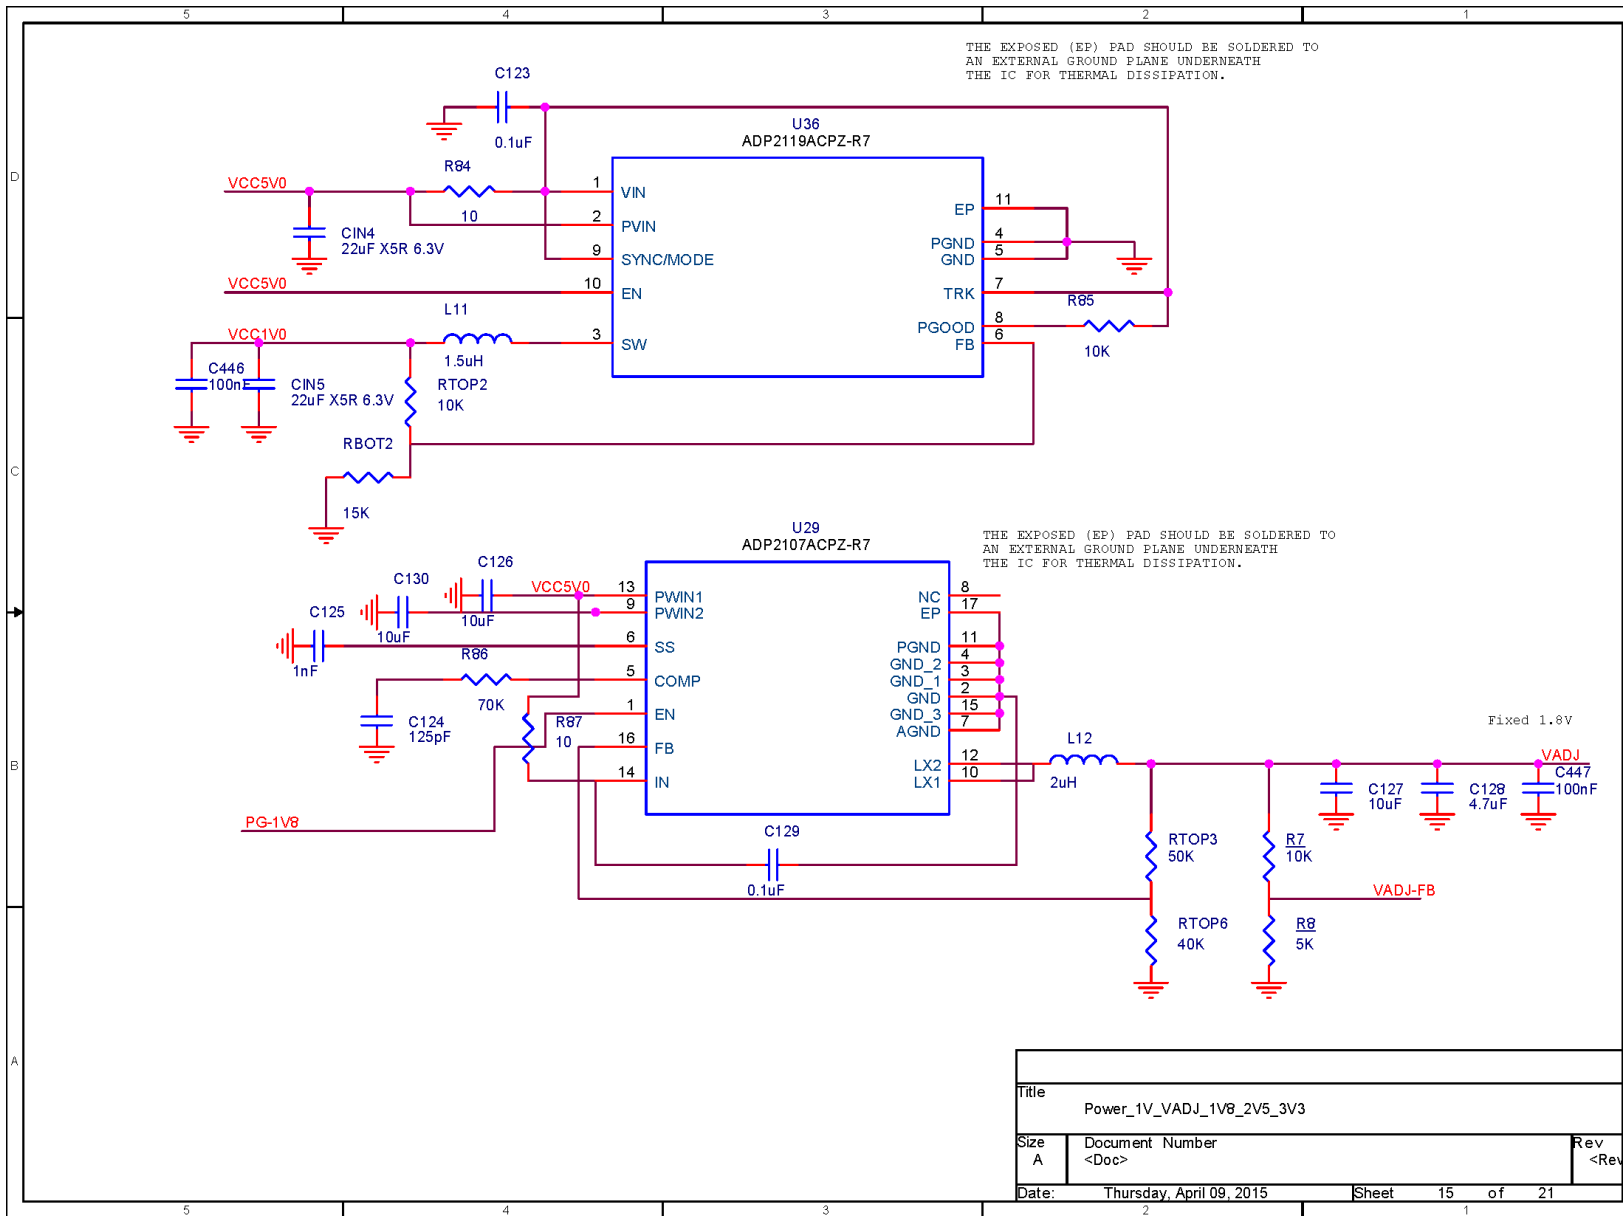 5 4 3 2 1
THE EXPOSED (EP) PAD SHOULD BE SOLDERED TO
AN EXTERNAL GROUND PLANE UNDERNEATH
THE IC FOR THERMAL DISSIPATION.
C123
0.1uF
U36
ADP2119ACPZ-R7
D
R84
10
VCC5V0
CIN4
22uF X5R 6.3V
VCC5V0
1 VIN
2 PVIN
9 SYNC/MODE
10 EN
3 SW
EP 11
PGND 4
GND 5
TRK 7
PGOOD 8
FB 6
R85
10K
L11
1.5uH
VCC1V0
C446
100nF
CIN5
22uF X5R 6.3V
RTOP2
10K
RBOT2
15K
C
U29
ADP2107ACPZ-R7
THE EXPOSED (EP) PAD SHOULD BE SOLDERED TO
AN EXTERNAL GROUND PLANE UNDERNEATH
THE IC FOR THERMAL DISSIPATION.
C126
10uF
C130
10uF
C125
1nF
VCC5V0
R86
70K
C124
125pF
R87
10
13 PWIN1
9 PWIN2
6 SS
5 COMP
1 EN
16 FB
14 IN
NC 8
EP 17
PGND 11
GND_2 4
GND_1 3
GND 2
GND_3 15
AGND 7
LX2 12
LX1 10
PG-1V8
C129
0.1uF
B
L12
2uH
Fixed 1.8V
VADJ
C127
10uF
C128
4.7uF
C447
100nF
RTOP3
50K
R7
10K
VADJ-FB
RTOP6
40K
R8
5K
A
Title
Power_1V_VADJ_1V8_2V5_3V3
Size
A
Document Number
<Doc>
Rev
<Rev
Date: Thursday, April 09, 2015 Sheet 15 of 21
5 4 3 2 1